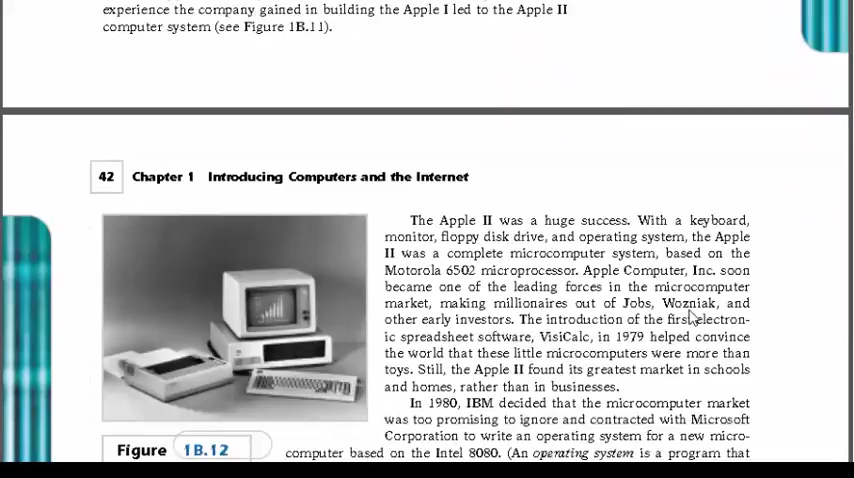 experience the company gained in building the Apple I led to the Apple II
computer system (see Figure 1B.11).
42 Chapter 1 Introducing Computers and the Internet
The Apple II was a huge success. With a keyboard,
monitor, floppy disk drive, and operating system, the Apple
II was a complete microcomputer system, based on the
Motorola 6502 microprocessor. Apple Computer, Inc. soon
became one of the leading forces in the microcomputer
market, making millionaires out of Jobs, Wozniak, and
other early investors. The introduction of the first electron-
ic spreadsheet software, VisiCalc, in 1979 helped convince
the world that these little microcomputers were more than
toys. Still, the Apple II found its greatest market in schools
and homes, rather than in businesses.
In 1980, IBM decided that the microcomputer market
was too promising to ignore and contracted with Microsoft
Corporation to write an operating system for a new micro-
computer based on the Intel 8080. (An operating system is a program that
Figure 1B.12